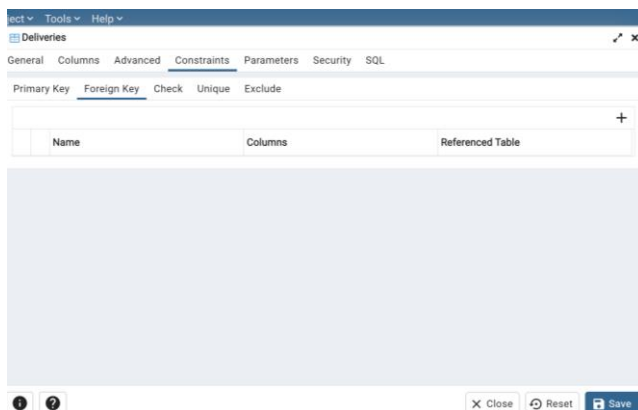 ject Tools Help
Deliveries
General Columns Advanced Constraints Parameters Security SQL
Primary Key Foreign Key Check Unique Exclude
Name Columns Referenced Table
Close Reset Save